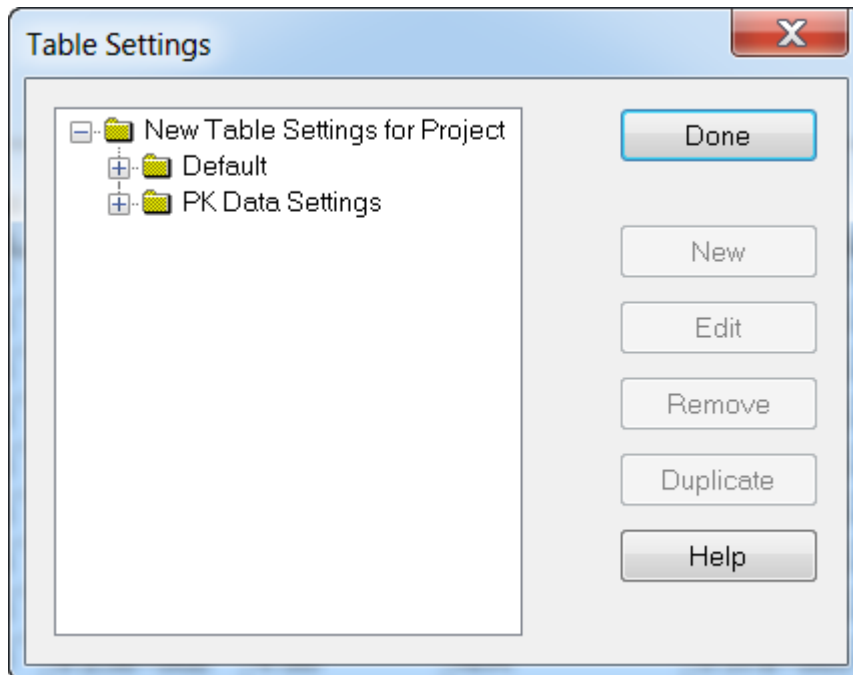 Table Settings
New Table Settings for Project
Default
PK Data Settings
Done
New
Edit
Remove
Duplicate
Help